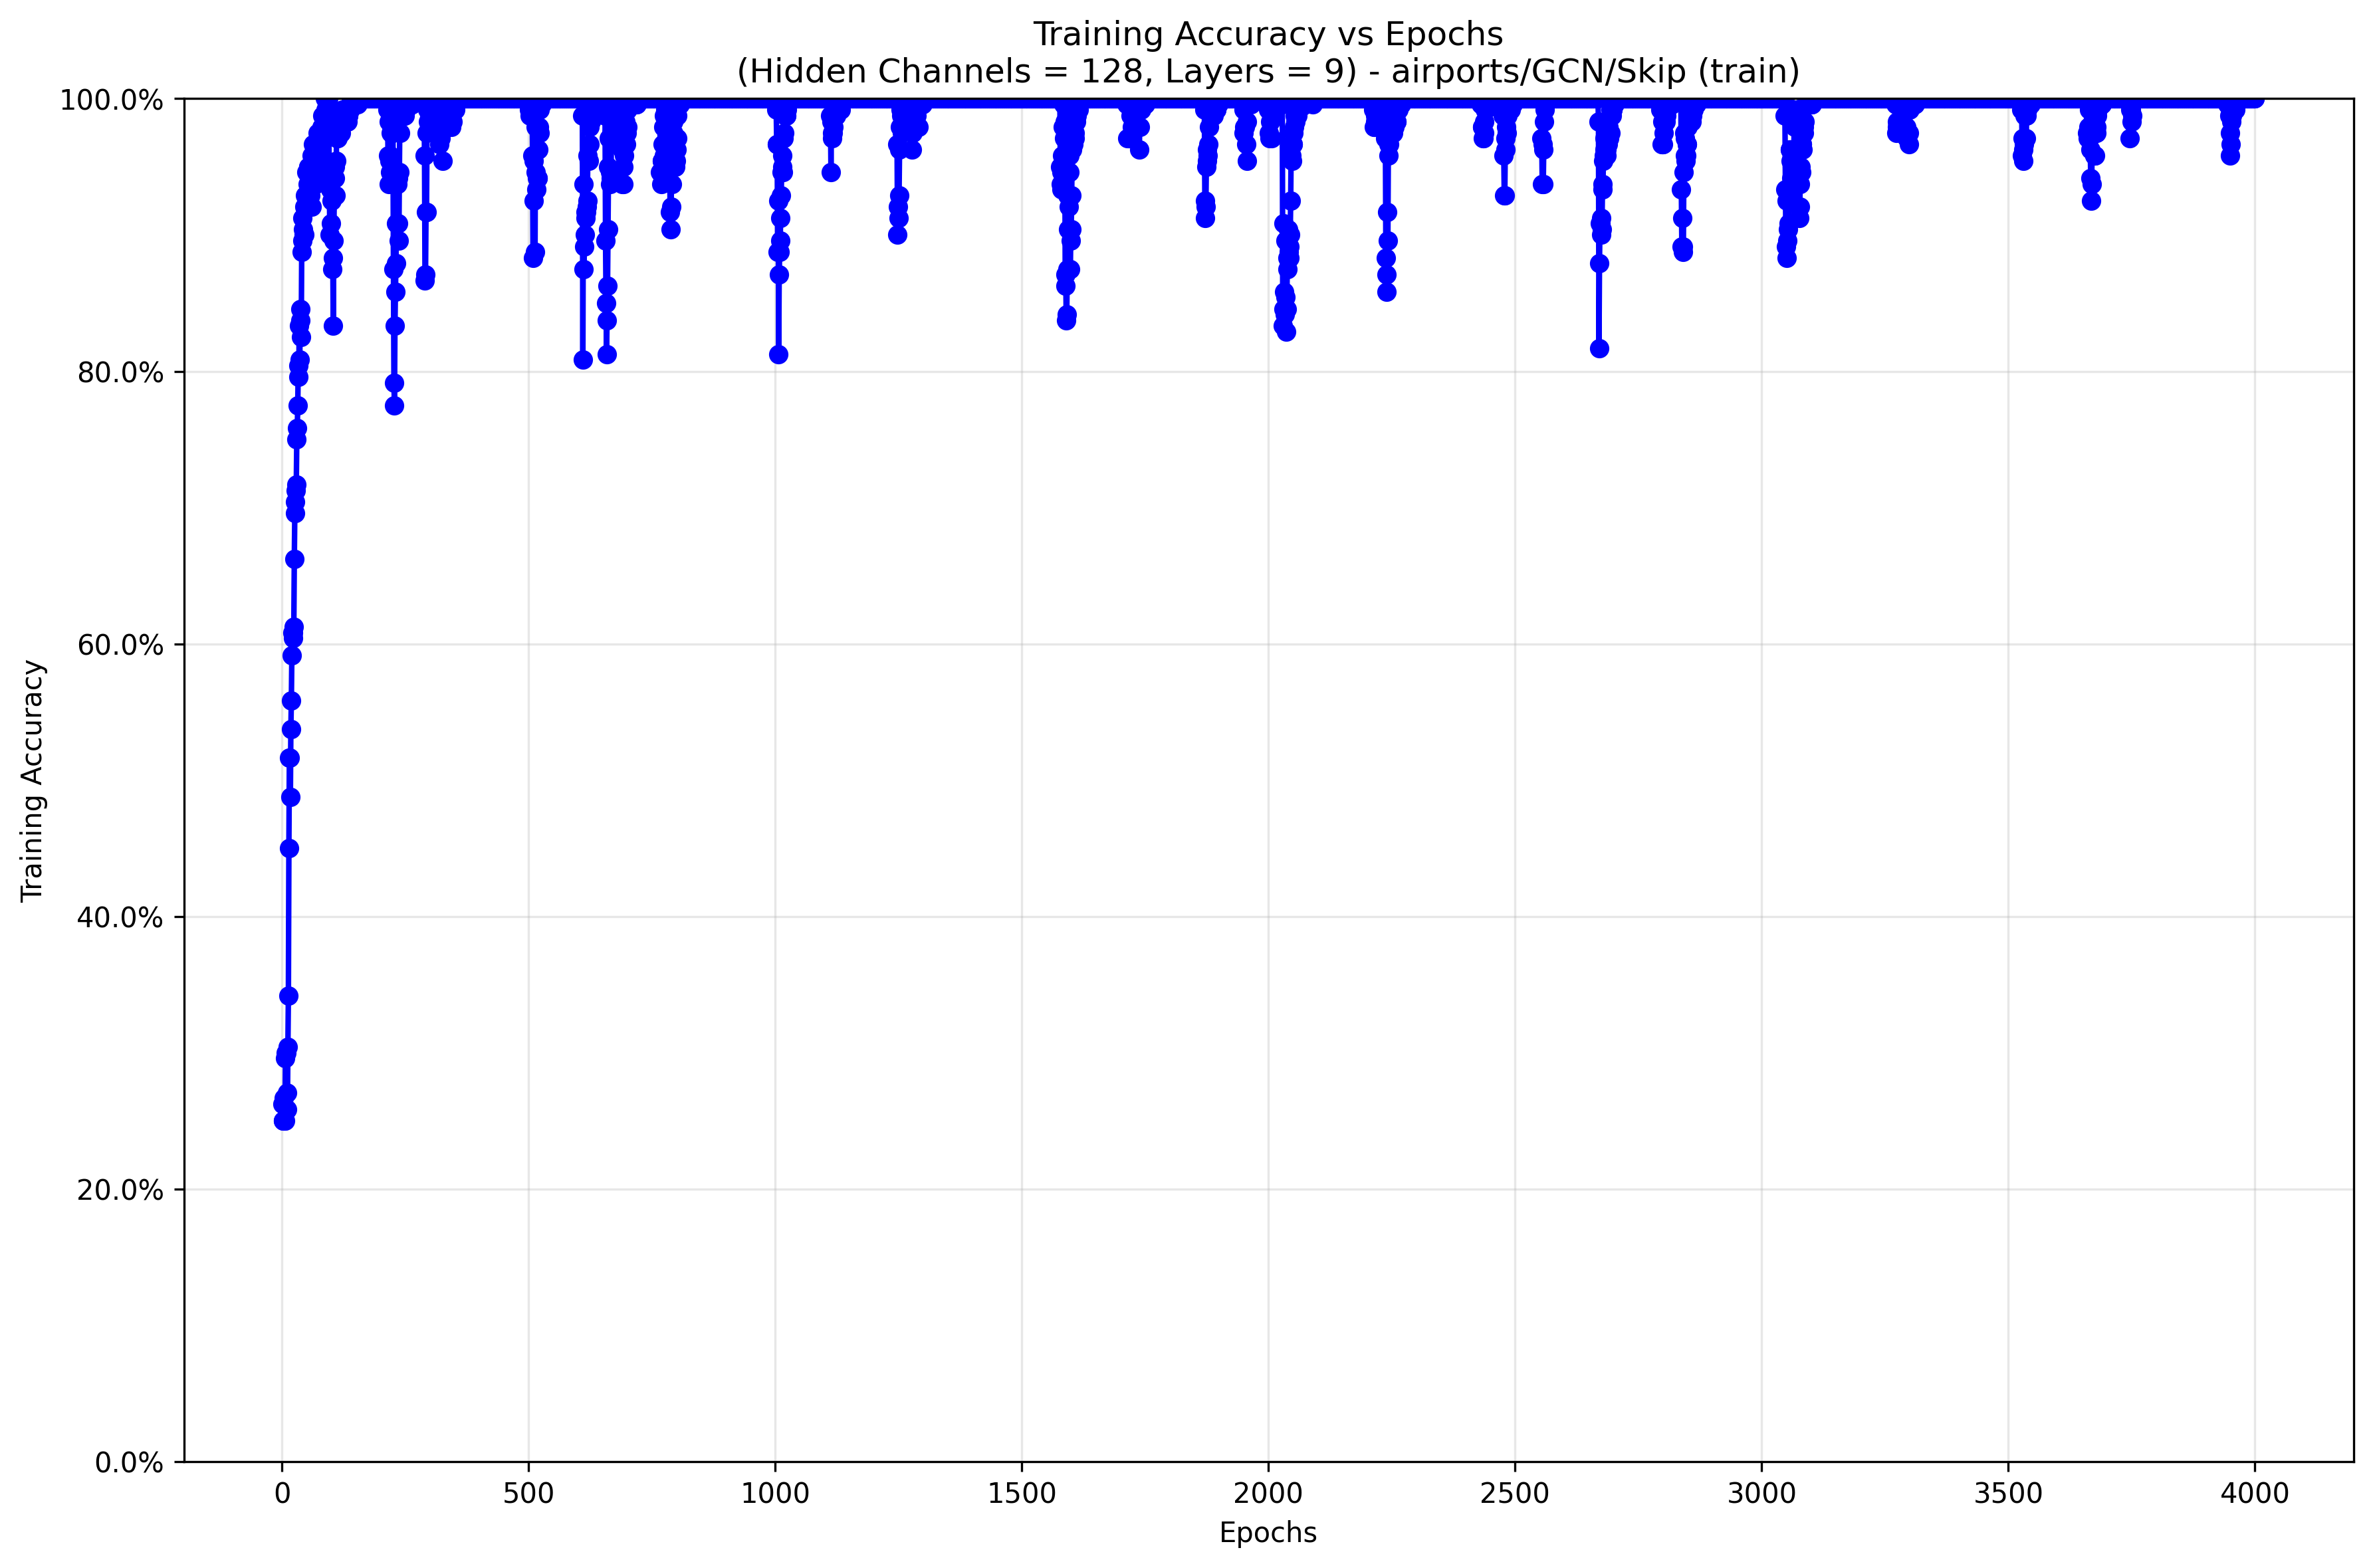 Training Accuracy vs Epochs
(Hidden Channels = 128, Layers = 9) - airports/GCN/Skip (train)
100.0%
80.0%
60.0%
40.0%
20.0%
0.0%
Training Accuracy
0 500 1000 1500 2000 2500 3000 3500 4000
Epochs